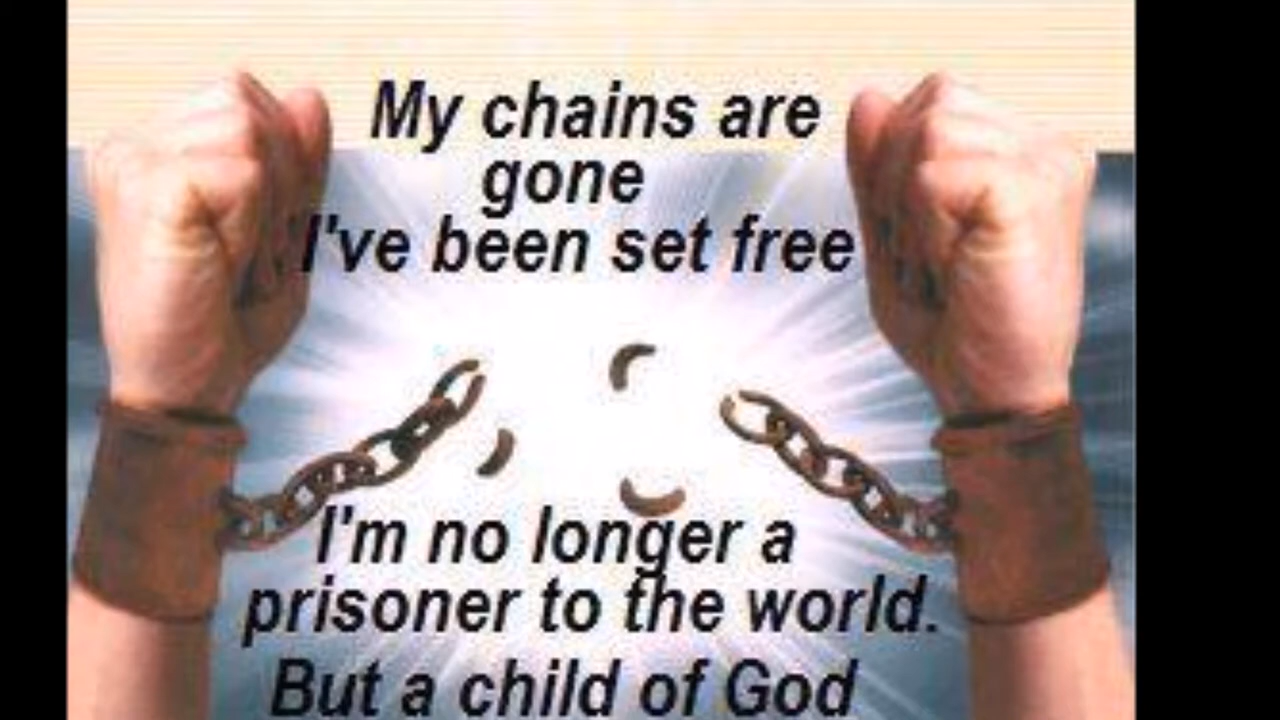 My chains are
gone
I've been set free
I'm no longer a
prisoner to the world.
But a child of God